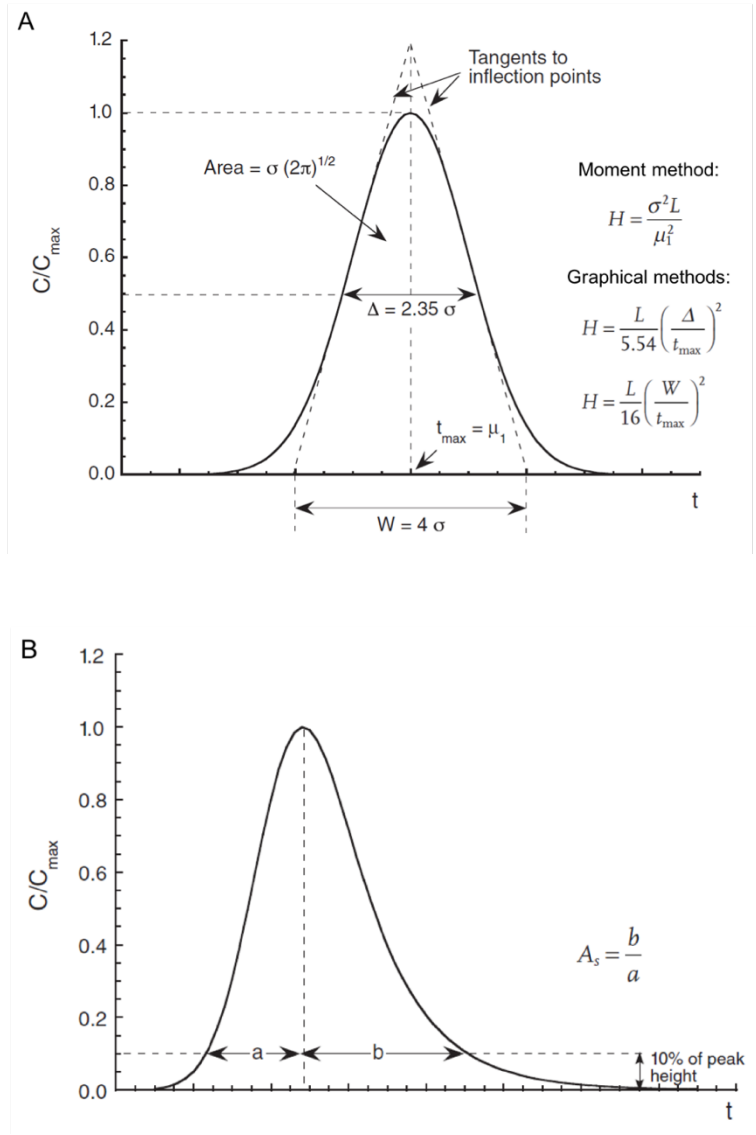 A
1.2
Tangents to
inflection points
1.0
Area = σ (2π)^1/2
0.8
Moment method:
H = σ²L / μ₁²
C/C_max
0.6
Graphical methods:
Δ = 2.35 σ
H = L/5.54 (Δ/t_max)²
0.4
H = L/16 (W/t_max)²
0.2
t_max = μ₁
0.0
t
W = 4 σ
B
1.2
1.0
0.8
C/C_max
0.6
0.4
A_s = b/a
0.2
a
b
10% of peak
height
0.0
t